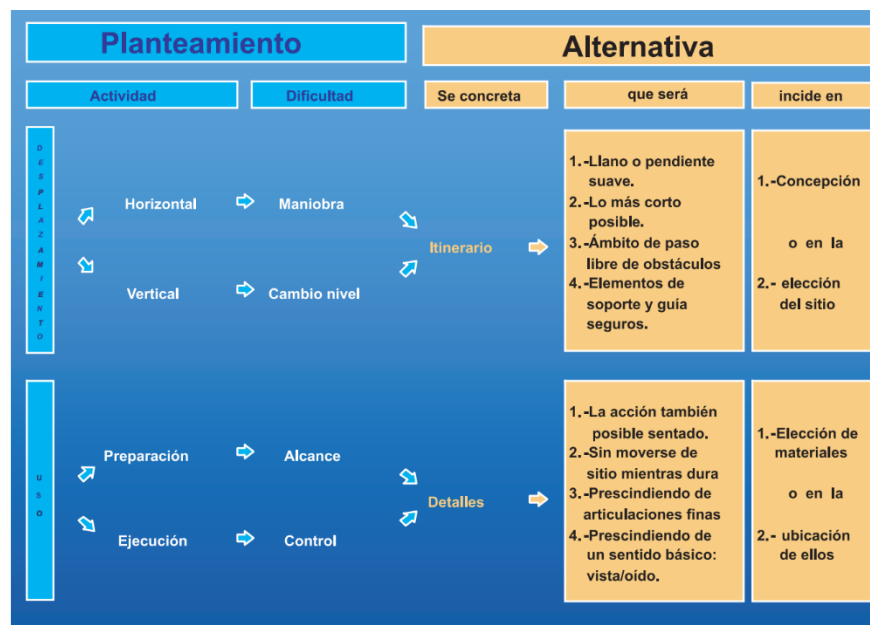 Planteamiento
Alternativa
Actividad
Dificultad
Se concreta
que será
incide en
DESPLAZAMIENTO
Horizontal
Maniobra
Vertical
Cambio nivel
Itinerario
1.-Llano o pendiente
suave.
2.-Lo más corto
posible.
3.-Ámbito de paso
libre de obstáculos
4.-Elementos de
soporte y guía
seguros.
1.-Concepción
o en la
2.- elección
del sitio
USO
Preparación
Alcance
Ejecución
Control
Detalles
1.-La acción también
posible sentado.
2.-Sin moverse de
sitio mientras dura
3.-Prescindiendo de
articulaciones finas
4.-Prescindiendo de
un sentido básico:
vista/oído.
1.-Elección de
materiales
o en la
2.- ubicación
de ellos